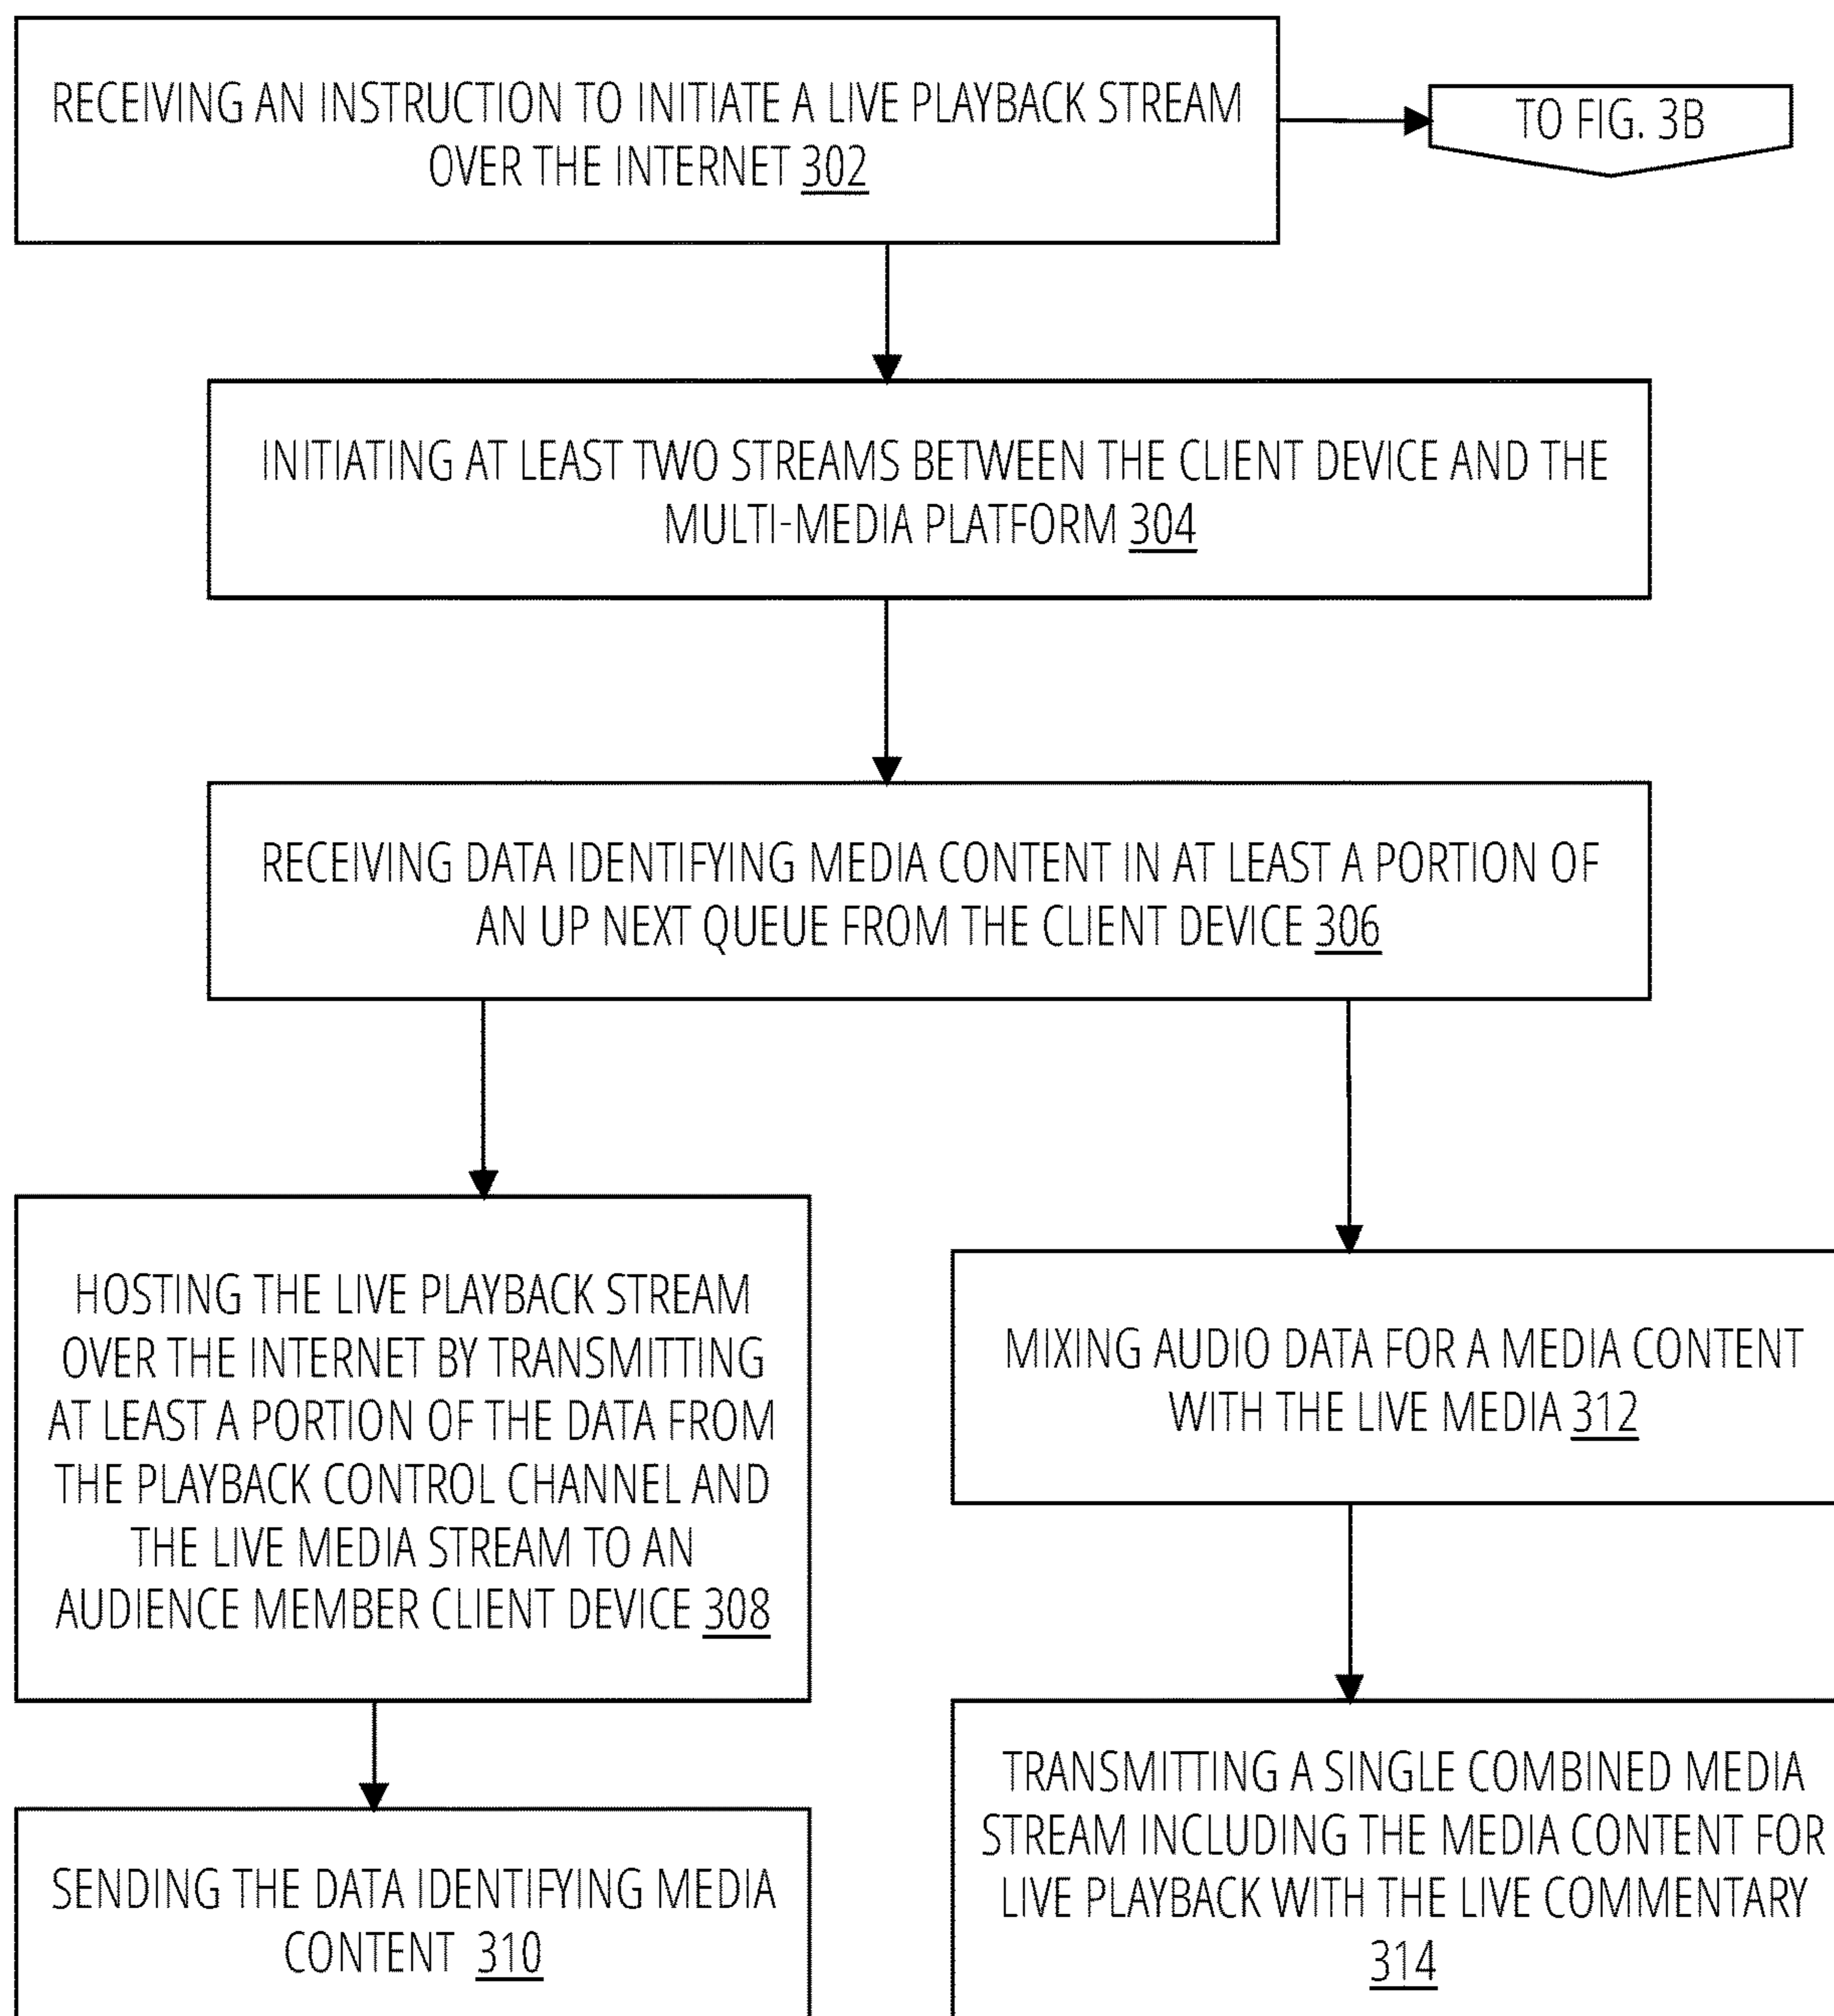 RECEIVING AN INSTRUCTION TO INITIATE A LIVE PLAYBACK STREAM
OVER THE INTERNET 302
TO FIG. 3B
INITIATING AT LEAST TWO STREAMS BETWEEN THE CLIENT DEVICE AND THE
MULTI-MEDIA PLATFORM 304
RECEIVING DATA IDENTIFYING MEDIA CONTENT IN AT LEAST A PORTION OF
AN UP NEXT QUEUE FROM THE CLIENT DEVICE 306
HOSTING THE LIVE PLAYBACK STREAM
OVER THE INTERNET BY TRANSMITTING
AT LEAST A PORTION OF THE DATA FROM
THE PLAYBACK CONTROL CHANNEL AND
THE LIVE MEDIA STREAM TO AN
AUDIENCE MEMBER CLIENT DEVICE 308
MIXING AUDIO DATA FOR A MEDIA CONTENT
WITH THE LIVE MEDIA 312
SENDING THE DATA IDENTIFYING MEDIA
CONTENT 310
TRANSMITTING A SINGLE COMBINED MEDIA
STREAM INCLUDING THE MEDIA CONTENT FOR
LIVE PLAYBACK WITH THE LIVE COMMENTARY
314